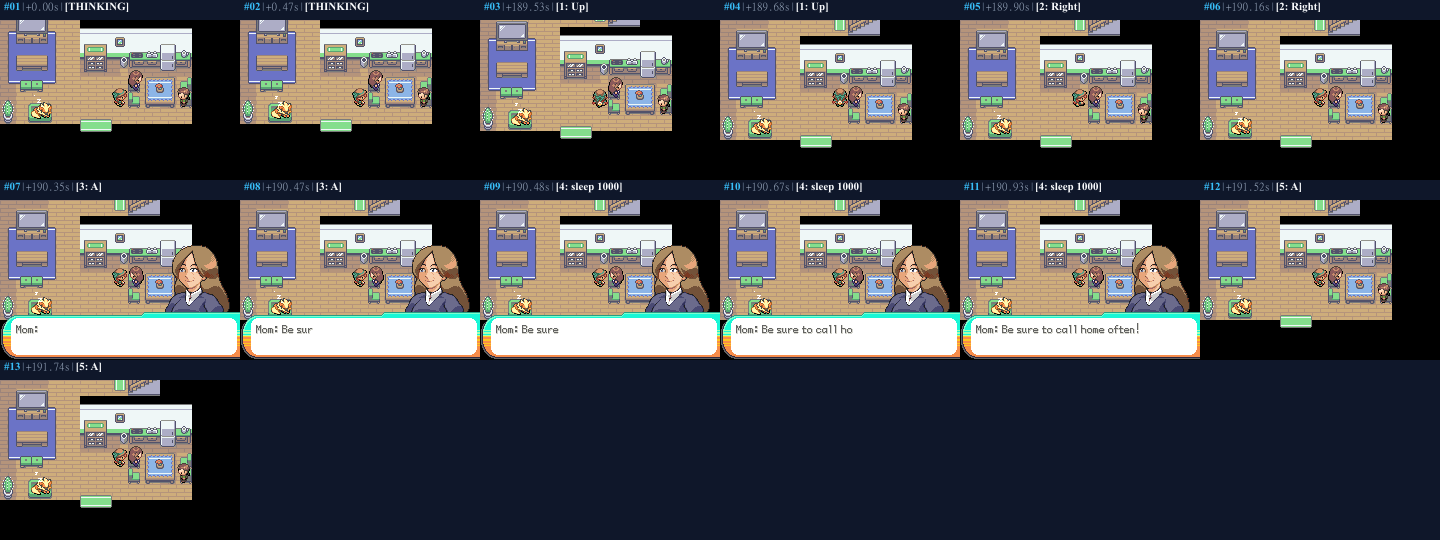 #01|+0.00s|[THINKING]
#02|+0.47s|[THINKING]
#03|+189.53s|[1: Up]
#04|+189.68s|[1: Up]
#05|+189.90s|[2: Right]
#06|+190.16s|[2: Right]
#07|+190.35s|[3: A]
#08|+190.47s|[3: A]
#09|+190.48s|[4: sleep 1000]
#10|+190.67s|[4: sleep 1000]
#11|+190.93s|[4: sleep 1000]
#12|+191.52s|[5: A]
Mom:
Mom: Be sur
Mom: Be sure
Mom: Be sure to call ho
Mom: Be sure to call home often!
#13|+191.74s|[5: A]